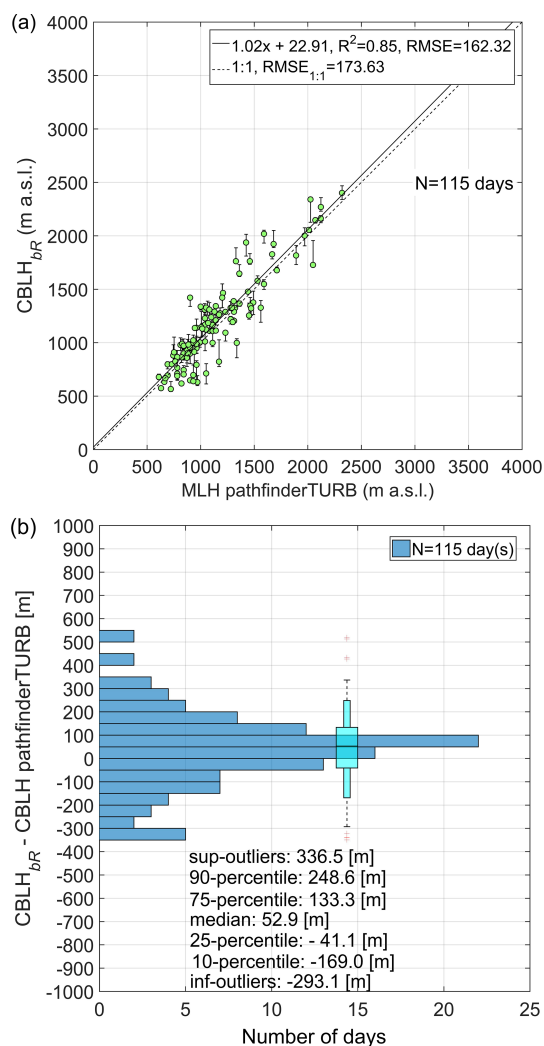 (a)
1.02x + 22.91, R²=0.85, RMSE=162.32
1:1, RMSE1:1=173.63
N=115 days
4000
3500
3000
2500
2000
1500
1000
500
0
CBLHbR (m a.s.l.)
0 500 1000 1500 2000 2500 3000 3500 4000
MLH pathfinderTURB (m a.s.l.)
(b)
N=115 day(s)
1000
900
800
700
600
500
400
300
200
100
0
-100
-200
-300
-400
-500
-600
-700
-800
-900
-1000
CBLHbR - CBLH pathfinderTURB [m]
sup-outliers: 336.5 [m]
90-percentile: 248.6 [m]
75-percentile: 133.3 [m]
median: 52.9 [m]
25-percentile: - 41.1 [m]
10-percentile: -169.0 [m]
inf-outliers: -293.1 [m]
0 5 10 15 20 25
Number of days